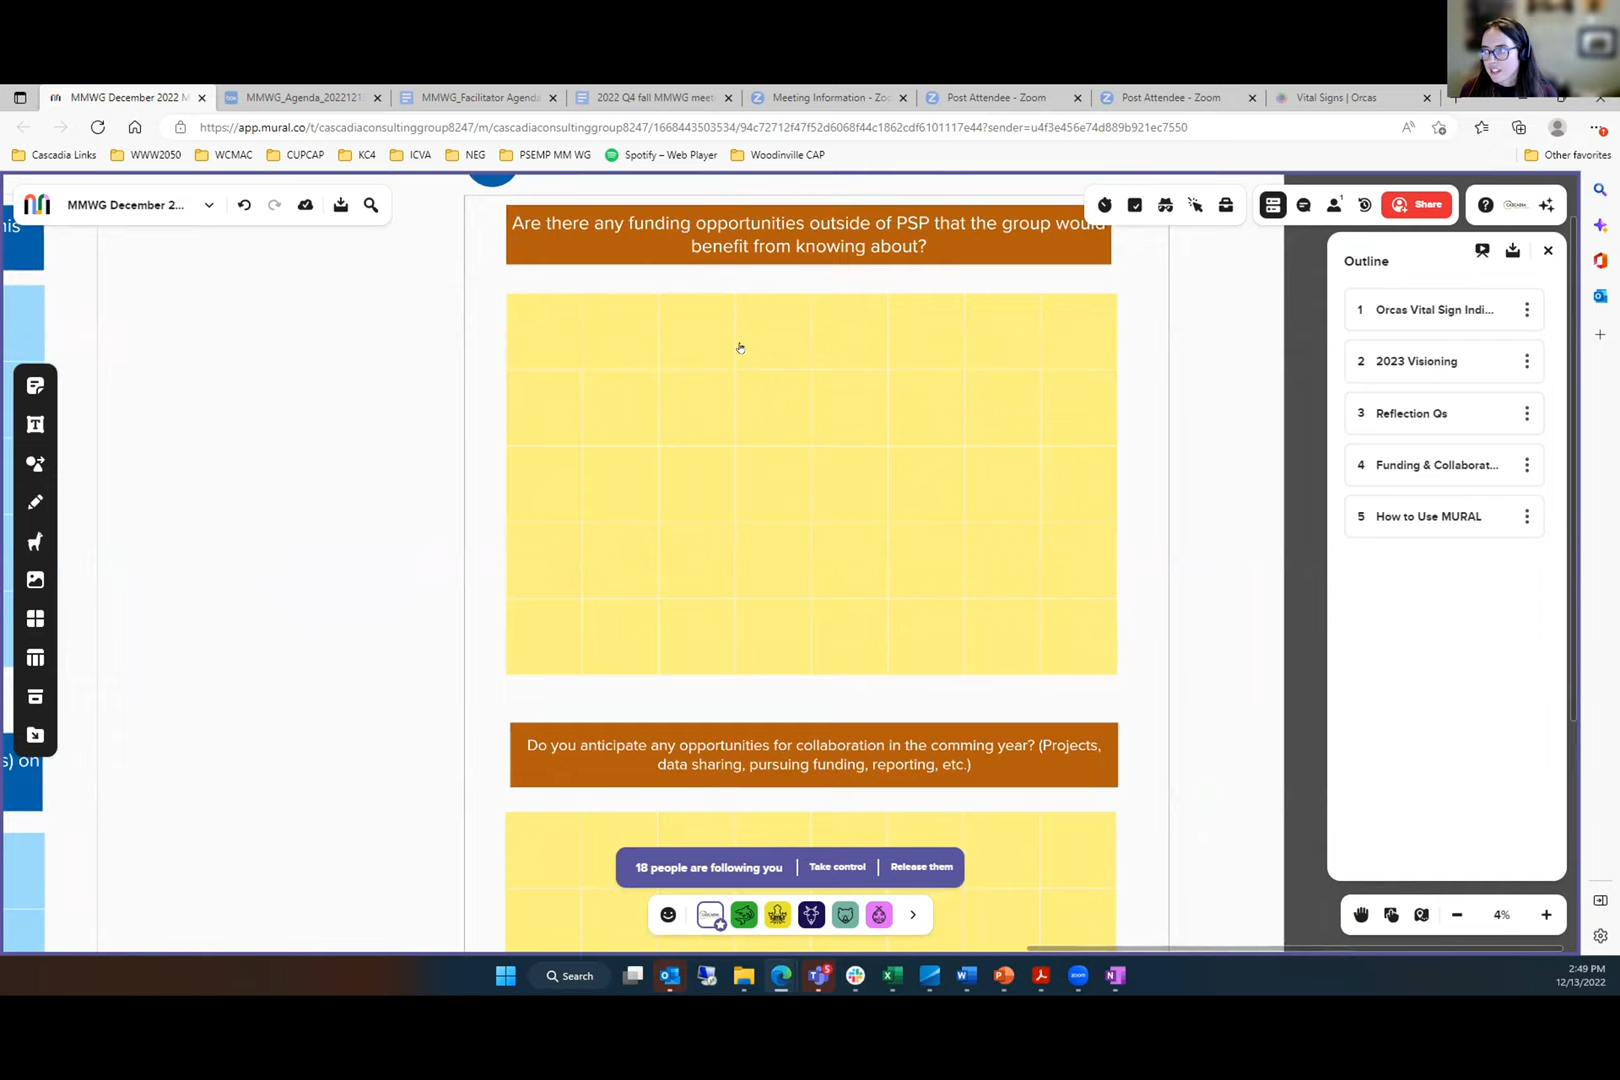 MMWG December 2022 M
MMWG_Agenda_2022121
MMWG_Facilitator Agenda
2022 Q4 fall MMWG meet
Meeting Information - Zo
Post Attendee - Zoom
Post Attendee - Zoom
Vital Signs | Orcas
https://app.mural.co/t/cascadiaconsultinggroup8247/m/cascadiaconsultinggroup8247/1668443503534/94c72712f47f52d6068f44c1862cdf6101117e44?sender=u4f3e456e74d889b921ec7550
Cascadia Links
WWW2050
WCMAC
CUPCAP
KC4
ICVA
NEG
PSEMP MM WG
Spotify – Web Player
Woodinville CAP
Other favorites
MMWG December 2...
Share
his
Are there any funding opportunities outside of PSP that the group would
benefit from knowing about?
Outline
1 Orcas Vital Sign Indi...
2 2023 Visioning
3 Reflection Qs
4 Funding & Collaborat...
5 How to Use MURAL
s) on
Do you anticipate any opportunities for collaboration in the comming year? (Projects,
data sharing, pursuing funding, reporting, etc.)
18 people are following you
Take control
Release them
4%
Search
5
2:49 PM
12/13/2022